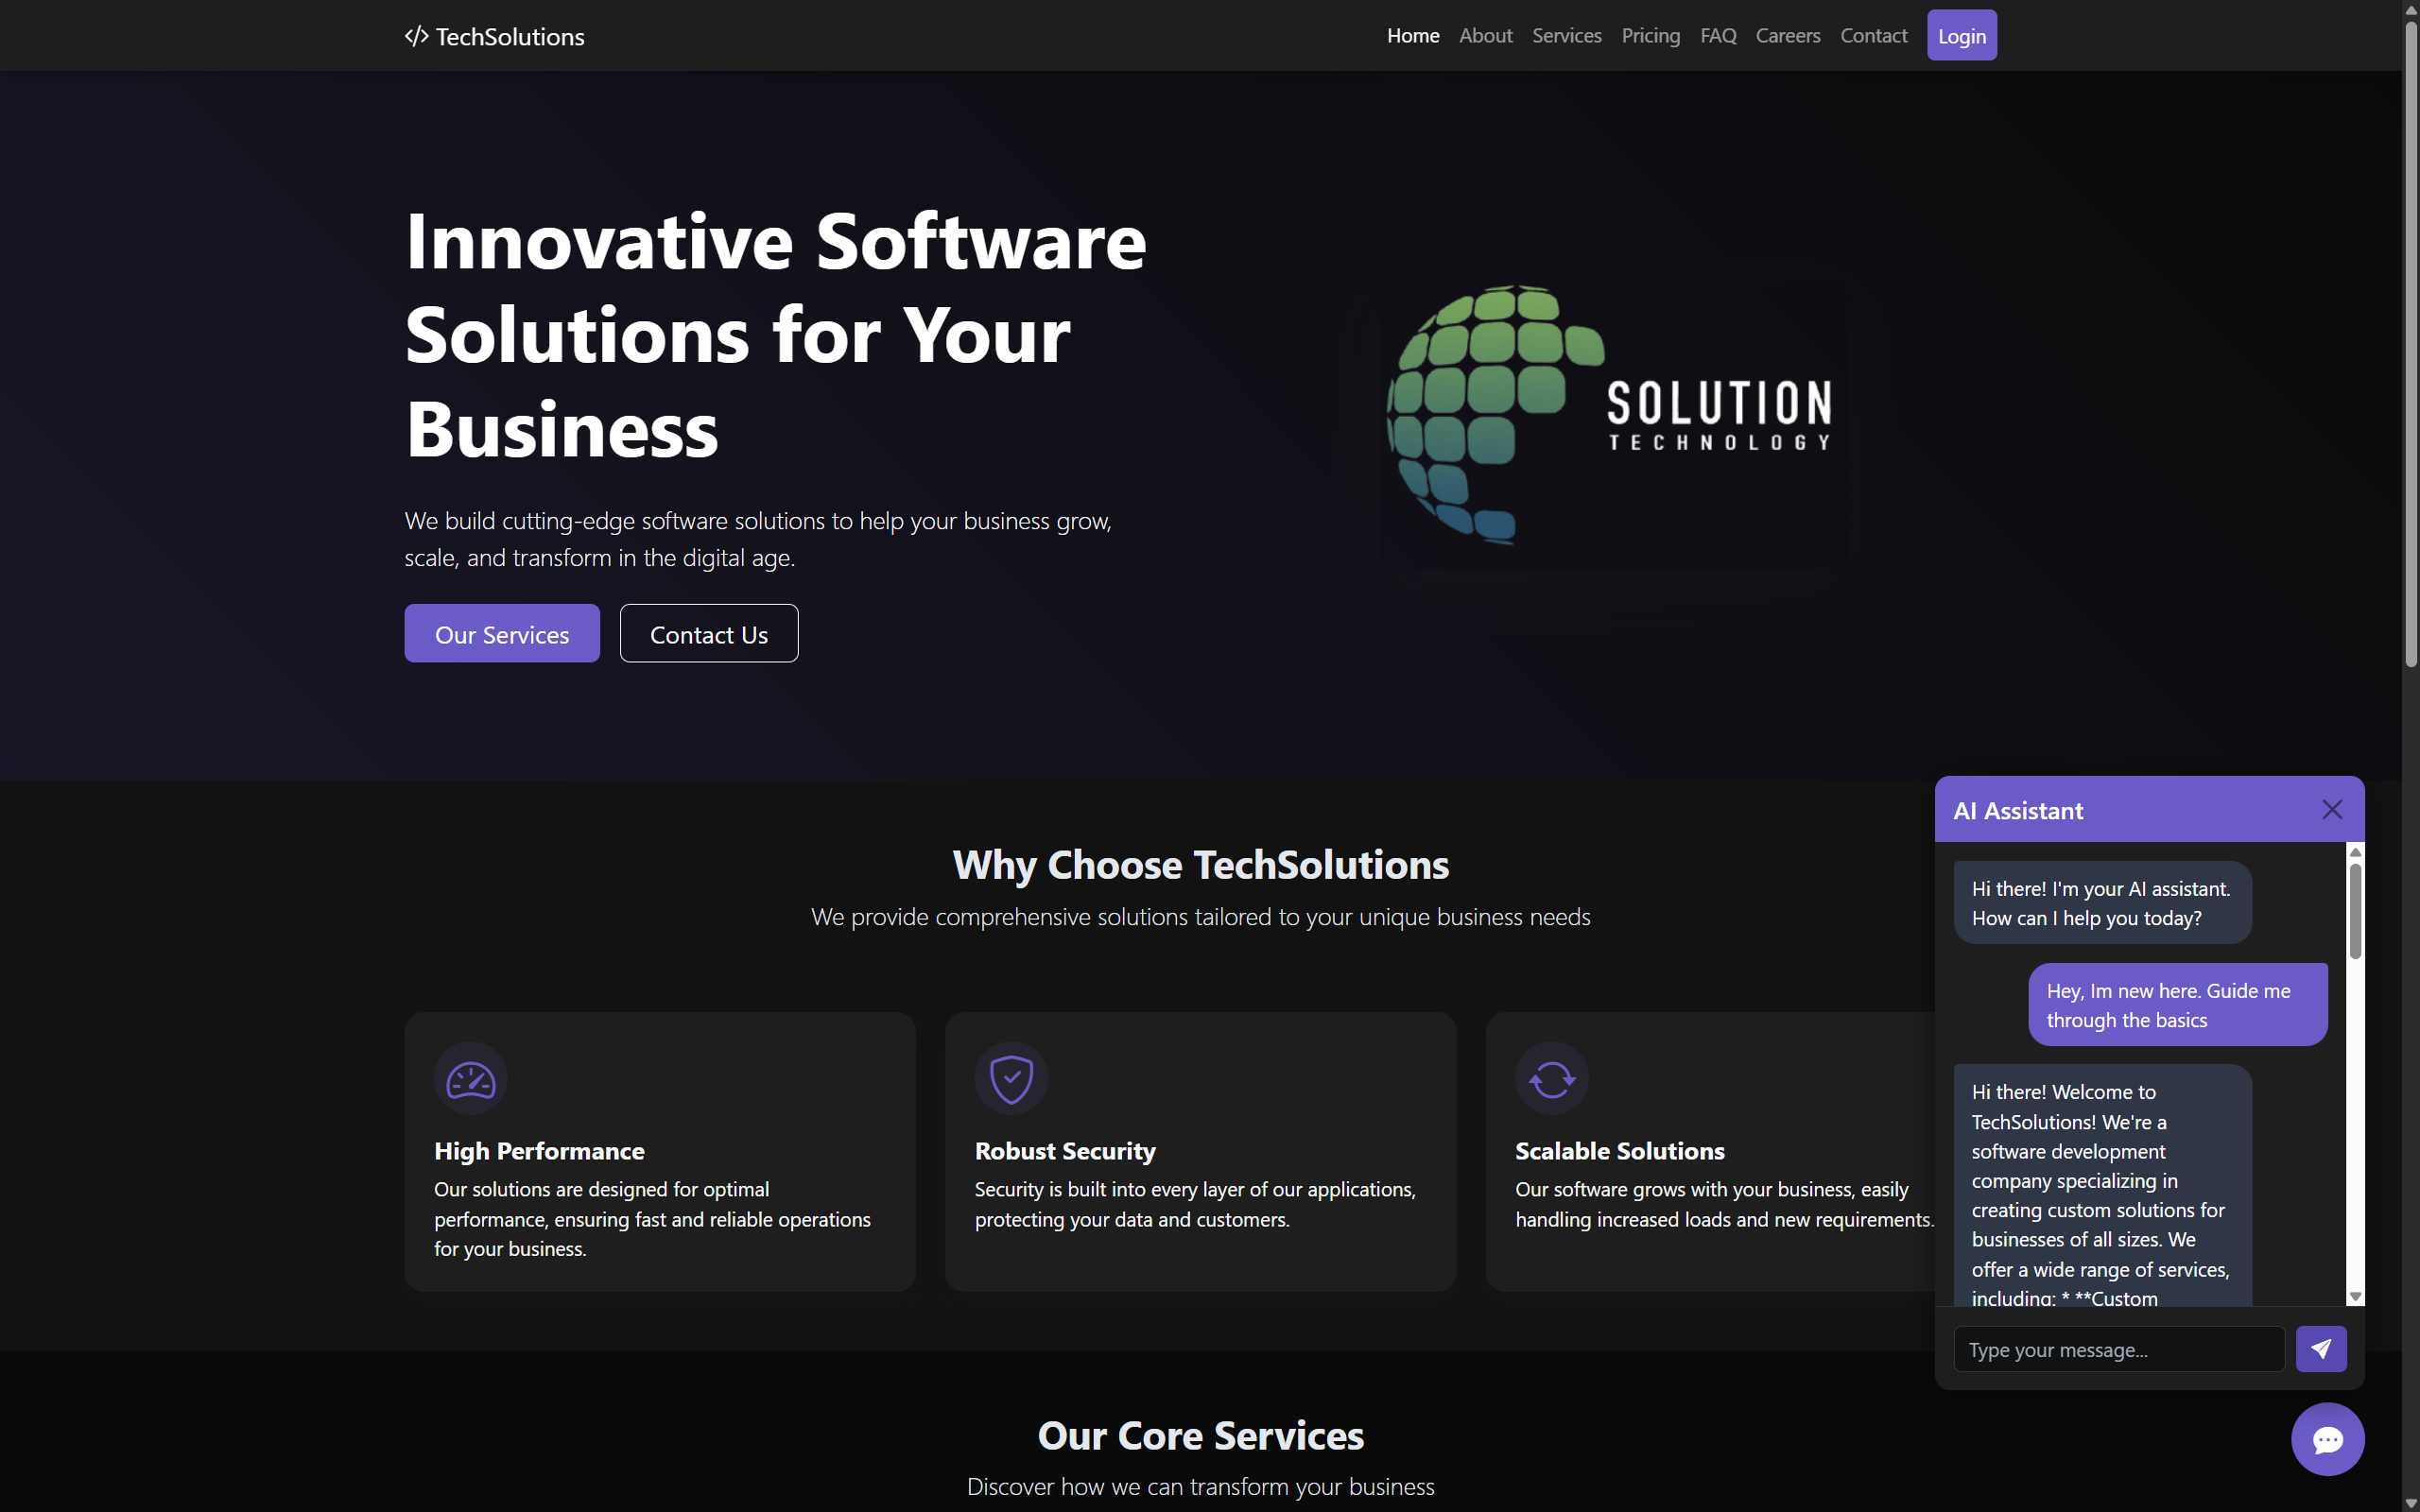 TechSolutions
Home About Services Pricing FAQ Careers Contact Login
Innovative Software
Solutions for Your
Business
We build cutting-edge software solutions to help your business grow,
scale, and transform in the digital age.
Our Services Contact Us
SOLUTION
TECHNOLOGY
Why Choose TechSolutions
We provide comprehensive solutions tailored to your unique business needs
High Performance
Our solutions are designed for optimal
performance, ensuring fast and reliable operations
for your business.
Robust Security
Security is built into every layer of our applications,
protecting your data and customers.
Scalable Solutions
Our software grows with your business, easily
handling increased loads and new requirements.
Our Core Services
Discover how we can transform your business
AI Assistant
Hi there! I'm your AI assistant.
How can I help you today?
Hey, Im new here. Guide me
through the basics
Hi there! Welcome to
TechSolutions! We're a
software development
company specializing in
creating custom solutions for
businesses of all sizes. We
offer a wide range of services,
including: * **Custom
Type your message...